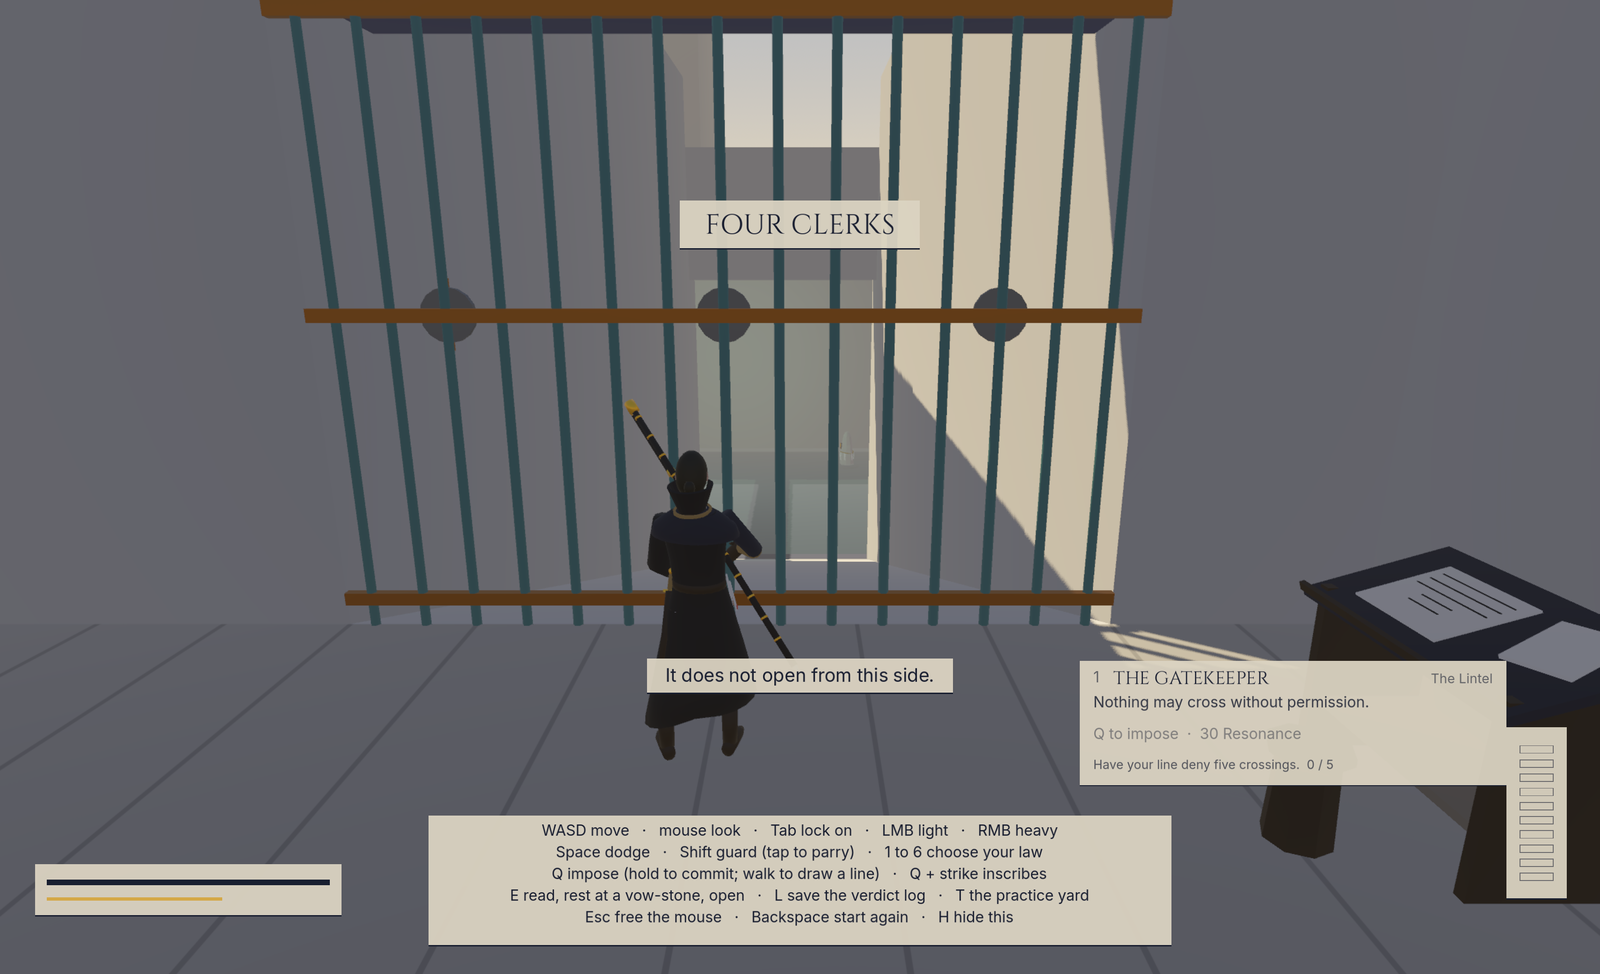 FOUR CLERKS
It does not open from this side.
1 THE GATEKEEPER The Lintel
Nothing may cross without permission.
Q to impose · 30 Resonance
Have your line deny five crossings. 0 / 5
WASD move · mouse look · Tab lock on · LMB light · RMB heavy
Space dodge · Shift guard (tap to parry) · 1 to 6 choose your law
Q impose (hold to commit; walk to draw a line) · Q + strike inscribes
E read, rest at a vow-stone, open · L save the verdict log · T the practice yard
Esc free the mouse · Backspace start again · H hide this